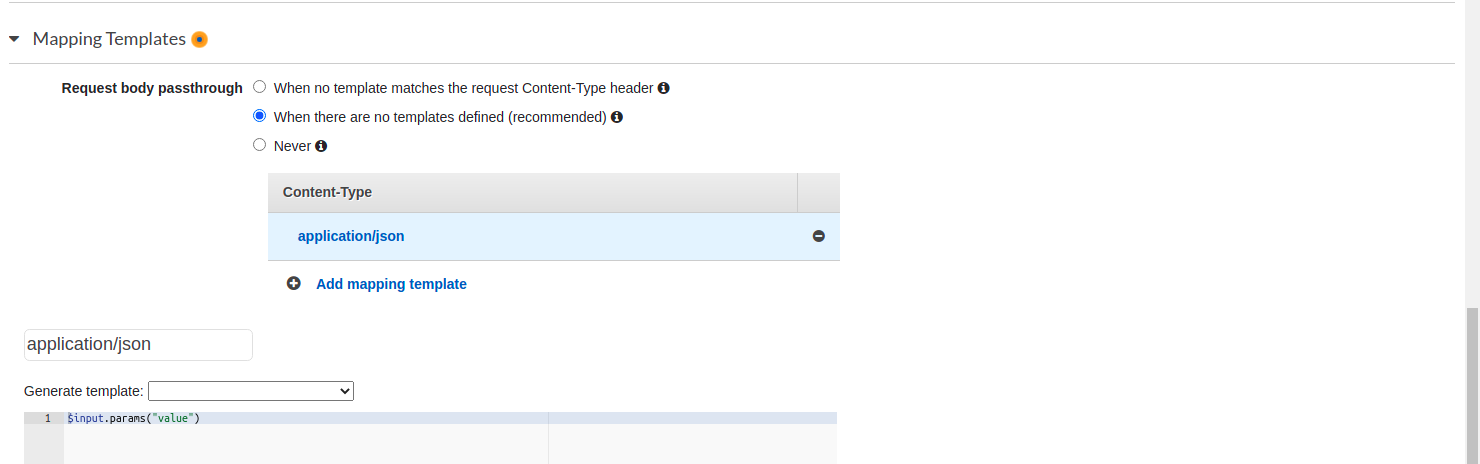 Mapping Templates
Request body passthrough
When no template matches the request Content-Type header
When there are no templates defined (recommended)
Never
Content-Type
application/json
Add mapping template
application/json
Generate template:
1 $input.params("value")